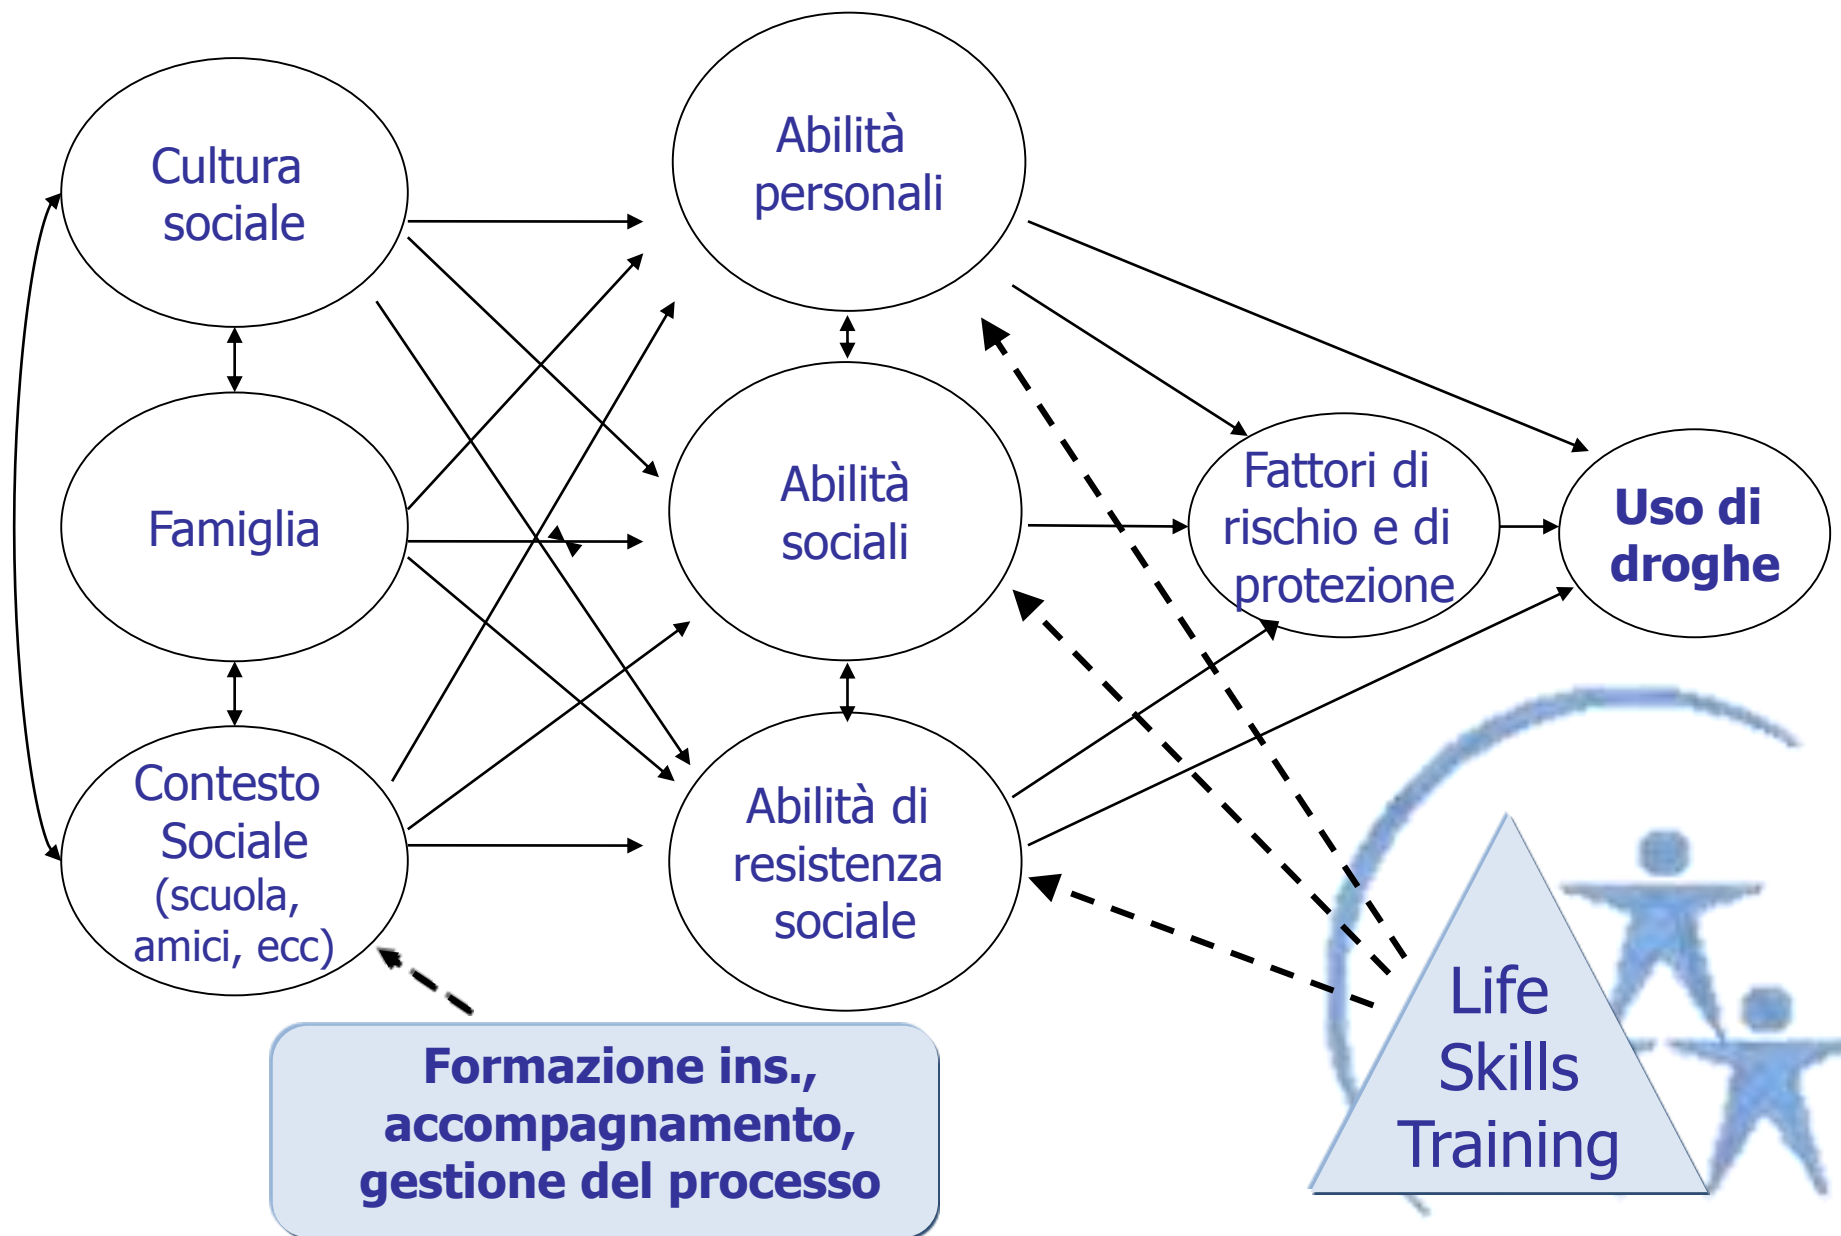 Cultura
sociale
Famiglia
Contesto
Sociale
(scuola,
amici, ecc)
Abilità
personali
Abilità
sociali
Abilità di
resistenza
sociale
Fattori di
rischio e di
protezione
Uso di
droghe
Formazione ins.,
accompagnamento,
gestione del processo
Life
Skills
Training